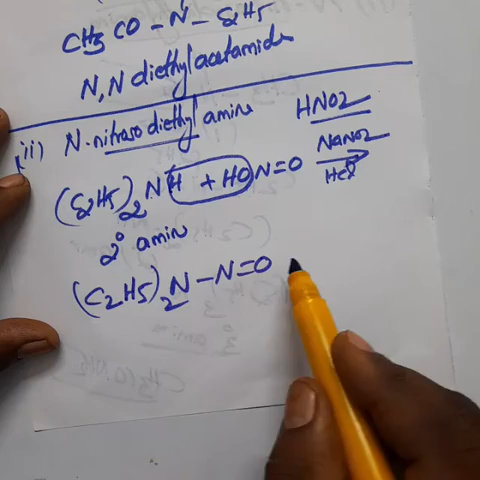 CH3 CO - N - C2H5
N, N diethyl acetamide
ii) N-nitroso diethyl amine HNO2
(C2H5)2 NH + HO N=O NaNO2 HCl
2° amine
(C2H5)2 N - N=O